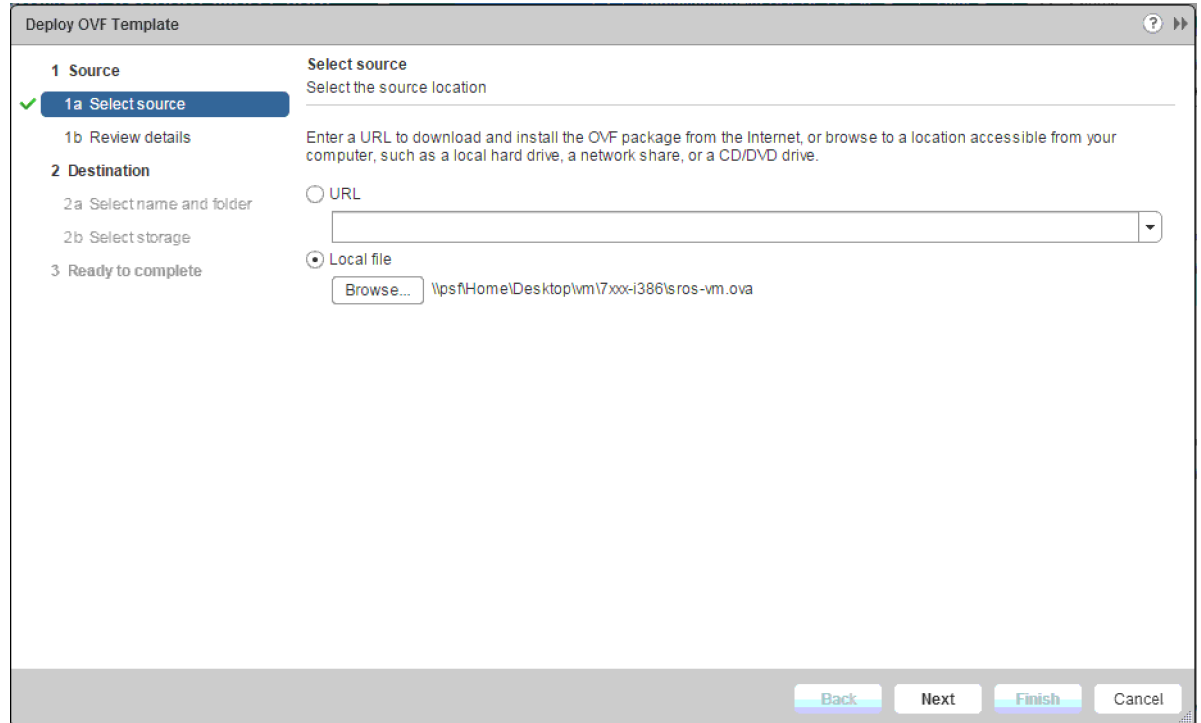 Deploy OVF Template
?
1 Source
1a Select source
1b Review details
2 Destination
2a Select name and folder
2b Select storage
3 Ready to complete
Select source
Select the source location
Enter a URL to download and install the OVF package from the Internet, or browse to a location accessible from your
computer, such as a local hard drive, a network share, or a CD/DVD drive.
URL
Local file
Browse... \\psf\Home\Desktop\vm\7xxx-i386\sros-vm.ova
Back Next Finish Cancel